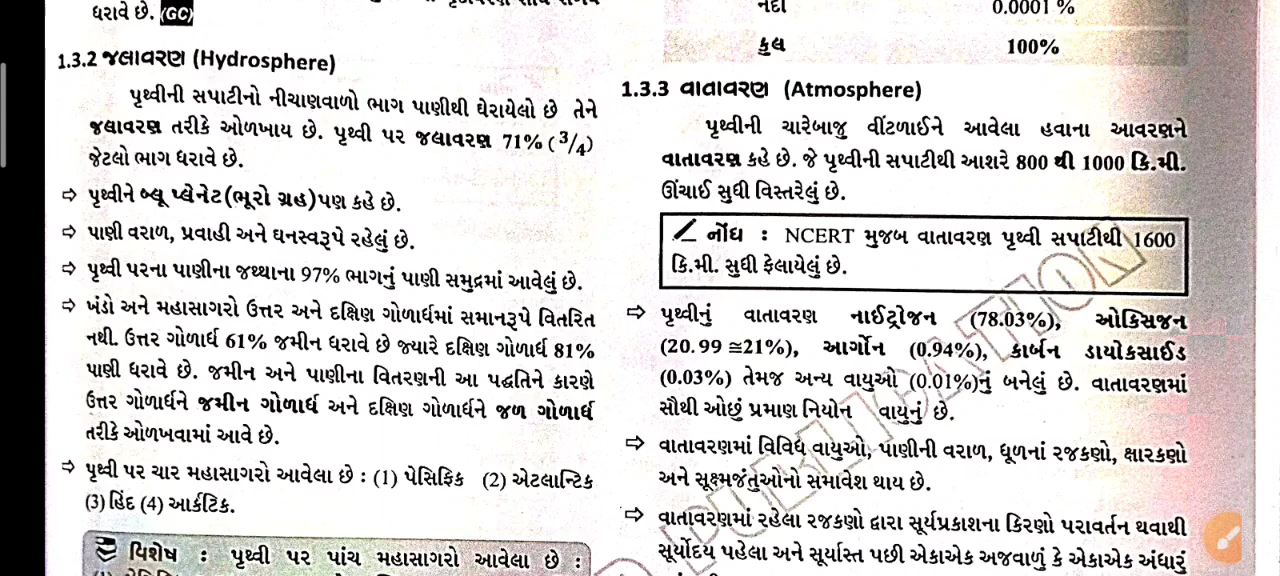 ધરાવે છે. (GC)
1.3.2 જલાવરણ (Hydrosphere)
પૃથ્વીની સપાટીનો નીચાણવાળો ભાગ પાણીથી ઘેરાયેલો છે તેને
જલાવરણ તરીકે ઓળખાય છે. પૃથ્વી પર જલાવરણ 71% (3/4)
જેટલો ભાગ ધરાવે છે.
⇨ પૃથ્વીને બ્લૂ પ્લેનેટ(ભૂરો ગ્રહ)પણ કહે છે.
⇨ પાણી વરાળ, પ્રવાહી અને ઘનસ્વરૂપે રહેલું છે.
⇨ પૃથ્વી પરના પાણીના જથ્થાના 97% ભાગનું પાણી સમુદ્રમાં આવેલું છે.
⇨ ખંડો અને મહાસાગરો ઉત્તર અને દક્ષિણ ગોળાર્ધમાં સમાનરૂપે વિતરિત
નથી. ઉત્તર ગોળાર્ધ 61% જમીન ધરાવે છે જ્યારે દક્ષિણ ગોળાર્ધ 81%
પાણી ધરાવે છે. જમીન અને પાણીના વિતરણની આ પદ્ધતિને કારણે
ઉત્તર ગોળાર્ધને જમીન ગોળાર્ધ અને દક્ષિણ ગોળાર્ધને જળ ગોળાર્ધ
તરીકે ઓળખવામાં આવે છે.
⇨ પૃથ્વી પર ચાર મહાસાગરો આવેલા છે : (1) પેસિફિક (2) એટલાન્ટિક
(3) હિંદ (4) આર્કટિક.
વિશેષ : પૃથ્વી પર પાંચ મહાસાગરો આવેલા છે :
નદી 0.0001 %
કુલ 100%
1.3.3 વાતાવરણ (Atmosphere)
પૃથ્વીની ચારેબાજુ વીંટળાઈને આવેલા હવાના આવરણને
વાતાવરણ કહે છે. જે પૃથ્વીની સપાટીથી આશરે 800 થી 1000 કિ.મી.
ઊંચાઈ સુધી વિસ્તરેલું છે.
નોંધ : NCERT મુજબ વાતાવરણ પૃથ્વી સપાટીથી 1600
કિ.મી. સુધી ફેલાયેલું છે.
⇨ પૃથ્વીનું વાતાવરણ નાઈટ્રોજન (78.03%), ઓક્સિજન
(20.99 ≅21%), આર્ગોન (0.94%), કાર્બન ડાયોકસાઈડ
(0.03%) તેમજ અન્ય વાયુઓ (0.01%)નું બનેલું છે. વાતાવરણમાં
સૌથી ઓછું પ્રમાણ નિયોન વાયુનું છે.
⇨ વાતાવરણમાં વિવિધ વાયુઓ, પાણીની વરાળ, ધૂળનાં રજકણો, ક્ષારકણો
અને સૂક્ષ્મજંતુઓનો સમાવેશ થાય છે.
⇨ વાતાવરણમાં રહેલા રજકણો દ્વારા સૂર્યપ્રકાશના કિરણો પરાવર્તન થવાથી
સૂર્યોદય પહેલા અને સૂર્યાસ્ત પછી એકાએક અજવાળું કે એકાએક અંધારું